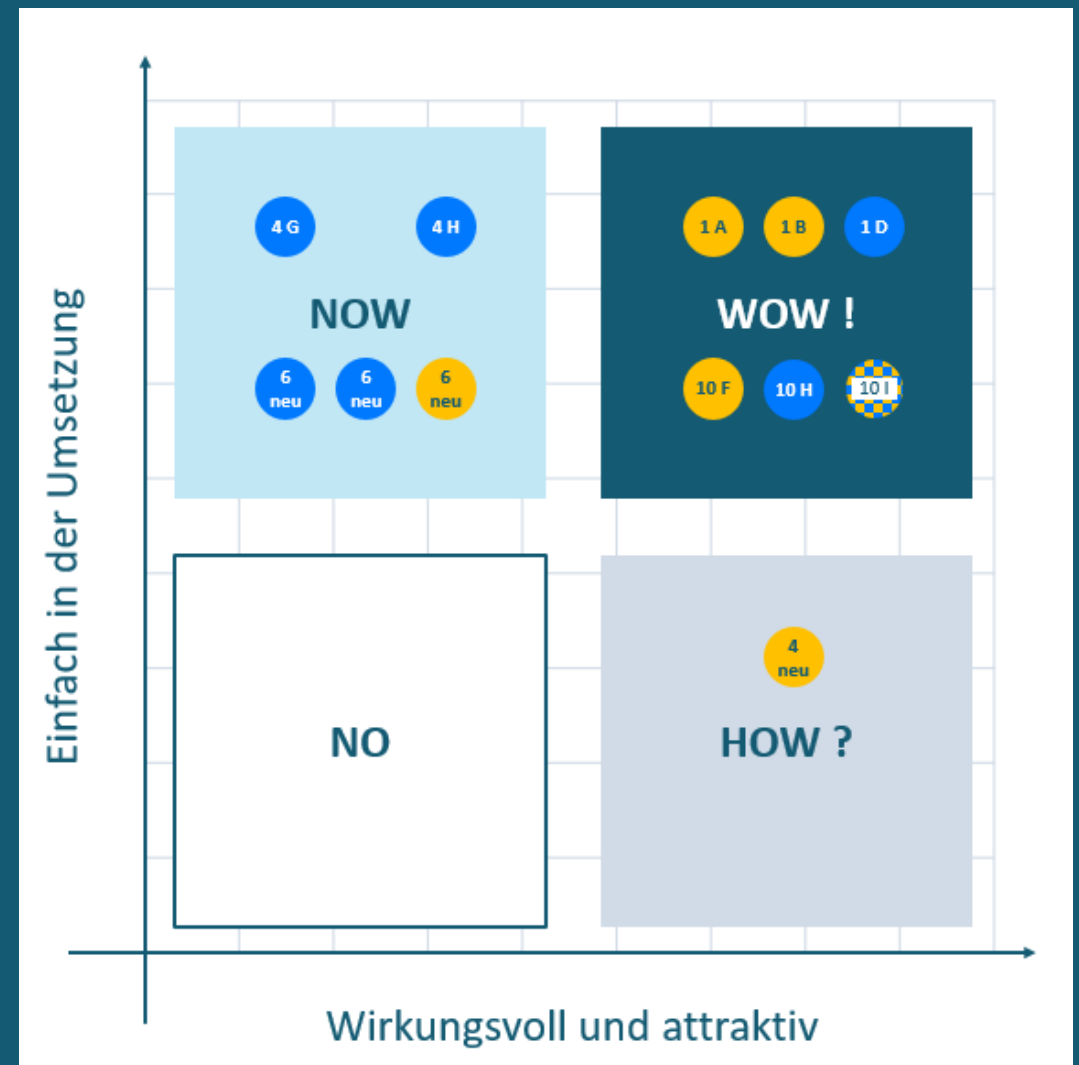 Einfach in der Umsetzung
4 G
4 H
NOW
6
neu
6
neu
6
neu
1 A
1 B
1 D
WOW !
10 F
10 H
10 I
NO
4
neu
HOW ?
Wirkungsvoll und attraktiv